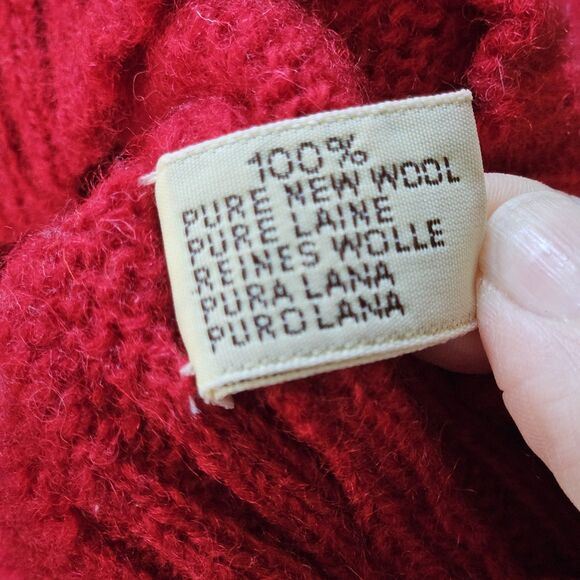 100%
PURE NEW WOOL
PURE LAINE
REINES WOLLE
PURA LANA
PURO LANA